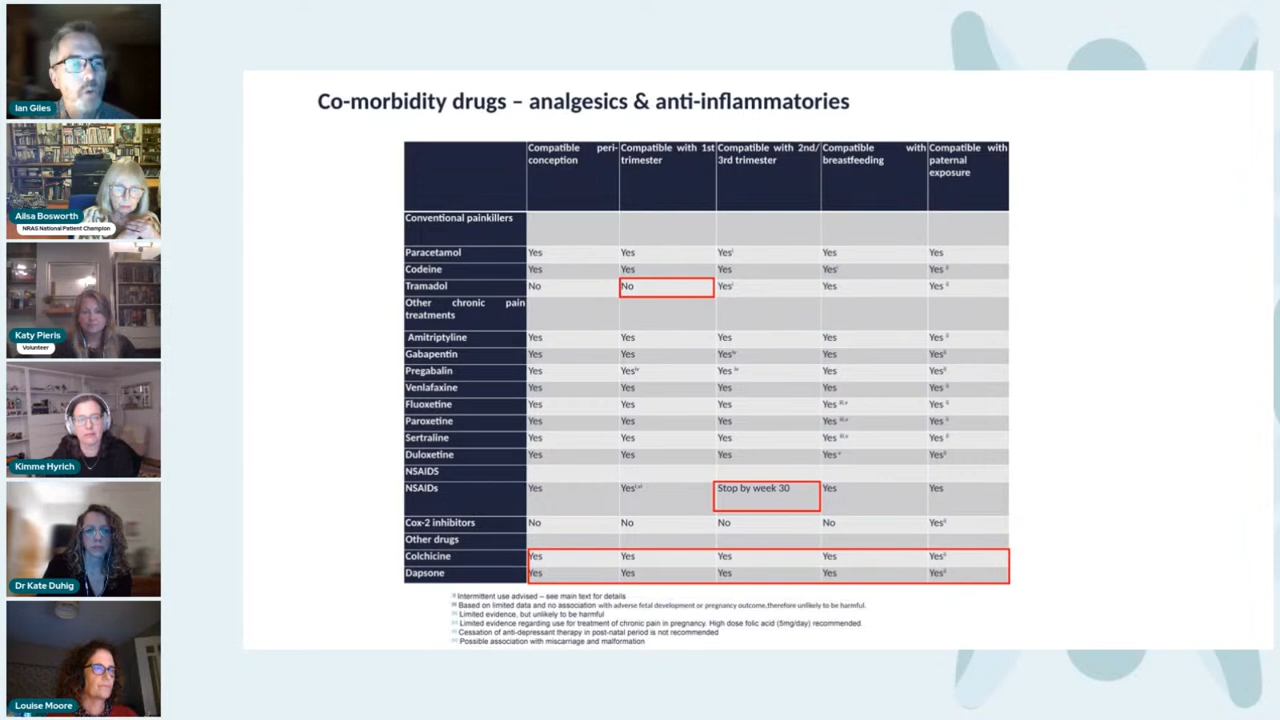 Ian Giles
Ailsa Bosworth
NRAS National Patient Champion
Katy Pieris
Volunteer
Kimme Hyrich
Dr Kate Duhig
Louise Moore
Co-morbidity drugs – analgesics & anti-inflammatories
Compatible peri-conception Compatible with 1st trimester Compatible with 2nd/ 3rd trimester Compatible with breastfeeding Compatible with paternal exposure
Conventional painkillers
Paracetamol Yes Yes Yes Yes Yes
Codeine Yes Yes Yes Yes Yes
Tramadol No No Yes Yes Yes
Other chronic pain treatments
Amitriptyline Yes Yes Yes Yes Yes
Gabapentin Yes Yes Yes Yes Yes
Pregabalin Yes Yes Yes Yes Yes
Venlafaxine Yes Yes Yes Yes Yes
Fluoxetine Yes Yes Yes Yes Yes
Paroxetine Yes Yes Yes Yes Yes
Sertraline Yes Yes Yes Yes Yes
Duloxetine Yes Yes Yes Yes Yes
NSAIDS
NSAIDs Yes Yes Stop by week 30 Yes Yes
Cox-2 inhibitors No No No No Yes
Other drugs
Colchicine Yes Yes Yes Yes Yes
Dapsone Yes Yes Yes Yes Yes
Intermittent use advised – see main text for details
Based on limited data and no association with adverse fetal development or pregnancy outcome, therefore unlikely to be harmful.
Limited evidence, but unlikely to be harmful
Limited evidence regarding use for treatment of chronic pain in pregnancy. High dose folic acid (5mg/day) recommended
Cessation of anti-depressant therapy in post-natal period is not recommended
Possible association with miscarriage and malformation